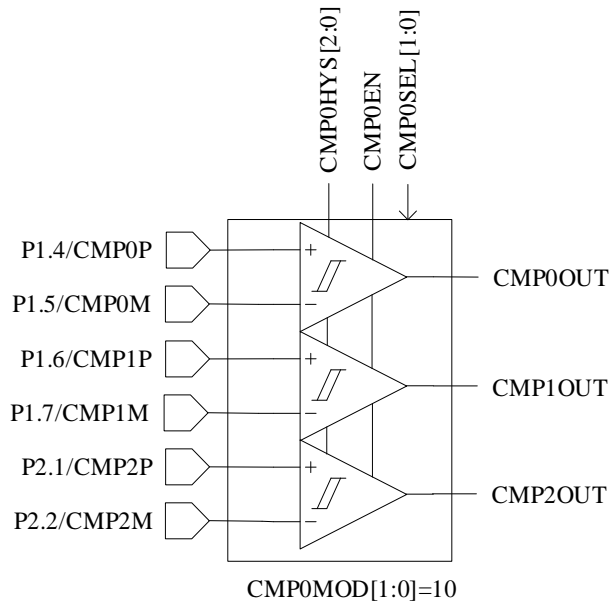 CMP0HYS[2:0]
CMP0EN
CMP0SEL[1:0]
P1.4/CMP0P
+
CMP0OUT
P1.5/CMP0M
−
P1.6/CMP1P
+
CMP1OUT
P1.7/CMP1M
−
P2.1/CMP2P
+
CMP2OUT
P2.2/CMP2M
−
CMP0MOD[1:0]=10